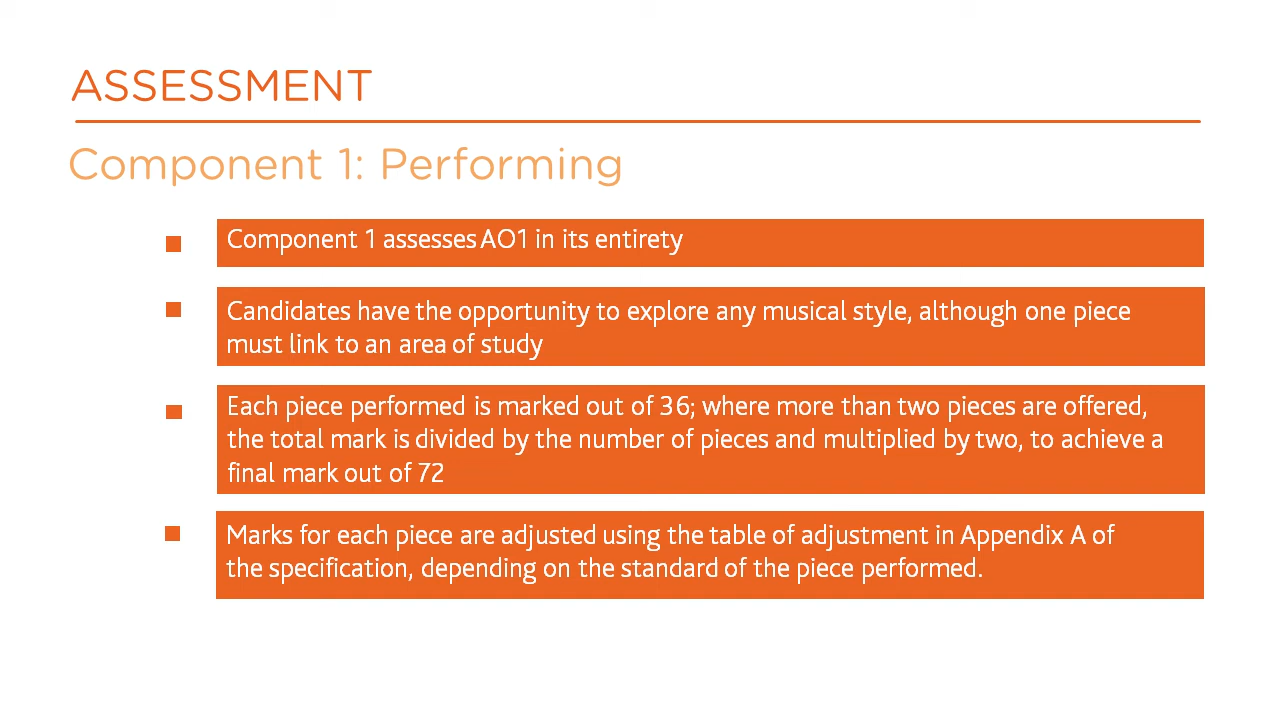 ASSESSMENT
Component 1: Performing
Component 1 assesses AO1 in its entirety
Candidates have the opportunity to explore any musical style, although one piece
must link to an area of study
Each piece performed is marked out of 36; where more than two pieces are offered,
the total mark is divided by the number of pieces and multiplied by two, to achieve a
final mark out of 72
Marks for each piece are adjusted using the table of adjustment in Appendix A of
the specification, depending on the standard of the piece performed.